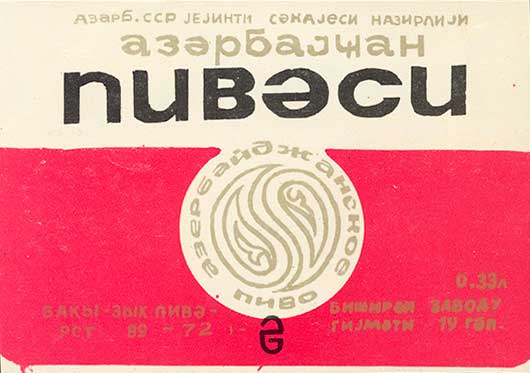 АЗӘРБ.ССР ЈЕЈИНТИ СӘНАЈЕСИ НАЗИРЛИЈИ
азәрбајҹан
пивәси
азербайджанское
пиво
0.33л
БАКЫ-ЗЫХ ПИВӘ-
БИШИРӘН ЗАВОДУ
РСТ 89-72
ГИЈМӘТИ 19 ГӘП.